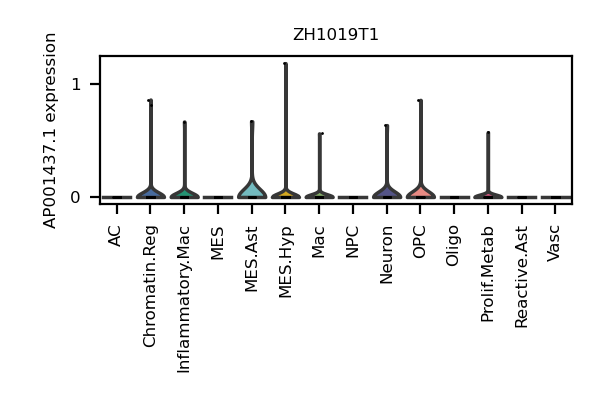 ZH1019T1
AP001437.1 expression
1
0
AC
Chromatin.Reg
Inflammatory.Mac
MES
MES.Ast
MES.Hyp
Mac
NPC
Neuron
OPC
Oligo
Prolif.Metab
Reactive.Ast
Vasc